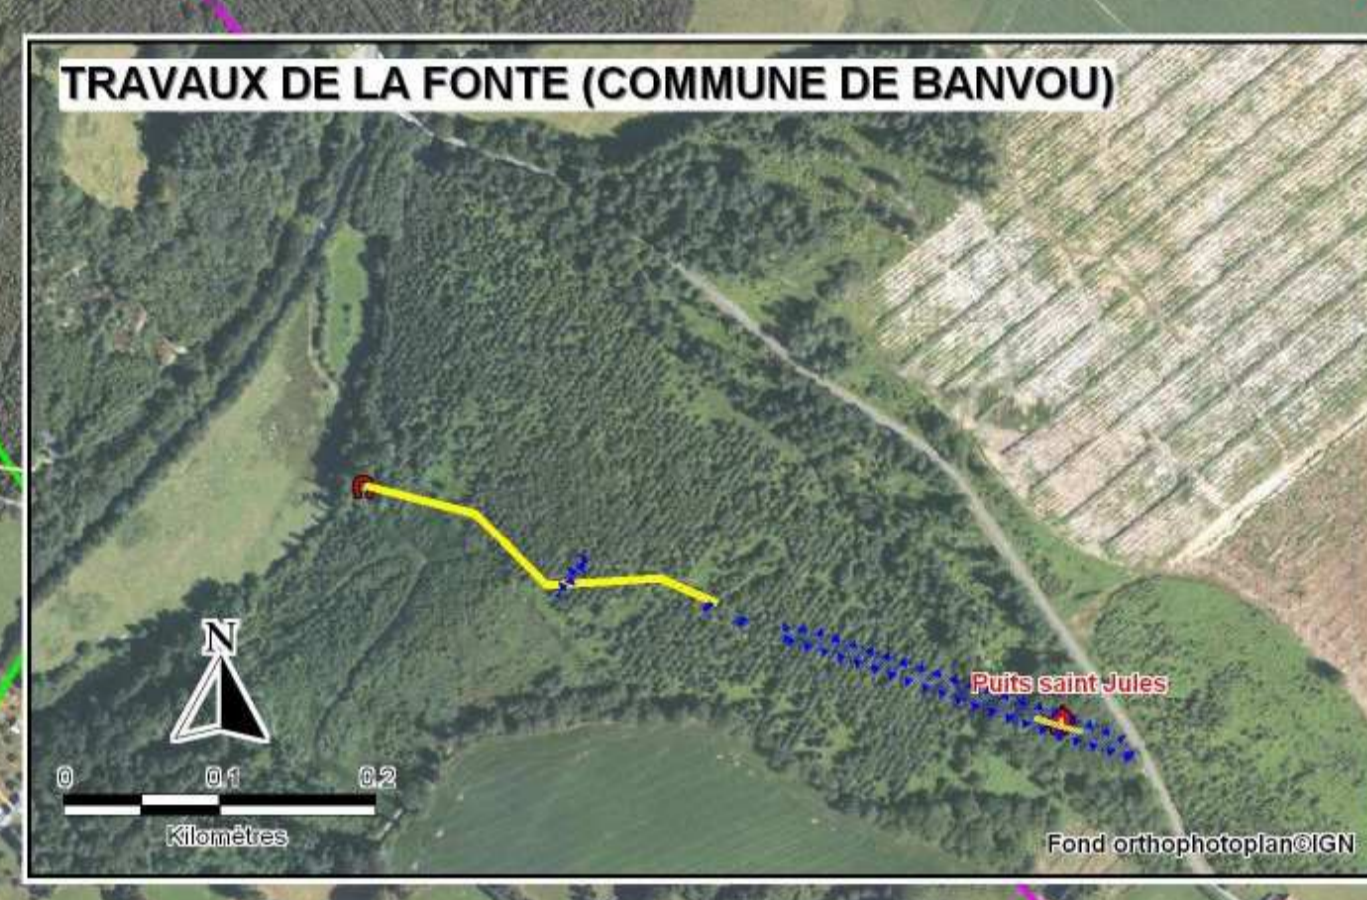 TRAVAUX DE LA FONTE (COMMUNE DE BANVOU)
Puits saint Jules
N
0 0.1 0.2
Kilomètres
Fond orthophotoplan©IGN